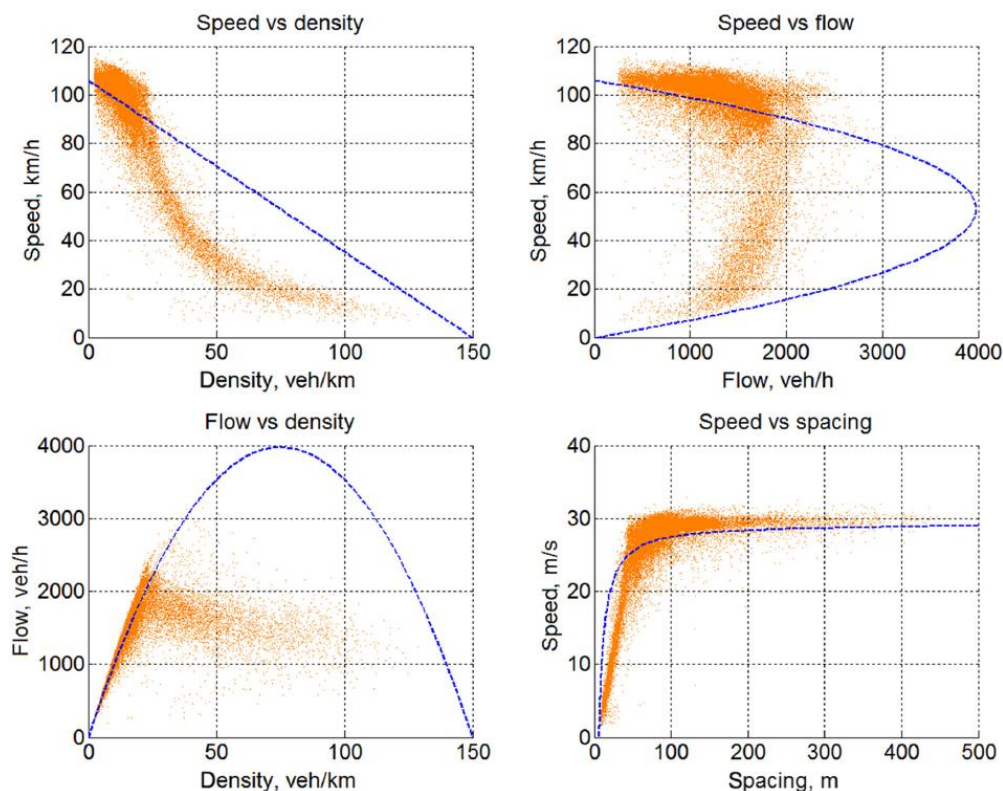 Speed vs density
120
100
80
60
40
20
0
Speed, km/h
0 50 100 150
Density, veh/km
Speed vs flow
120
100
80
60
40
20
0
Speed, km/h
0 1000 2000 3000 4000
Flow, veh/h
Flow vs density
4000
3000
2000
1000
0
Flow, veh/h
0 50 100 150
Density, veh/km
Speed vs spacing
40
30
20
10
0
Speed, m/s
0 100 200 300 400 500
Spacing, m